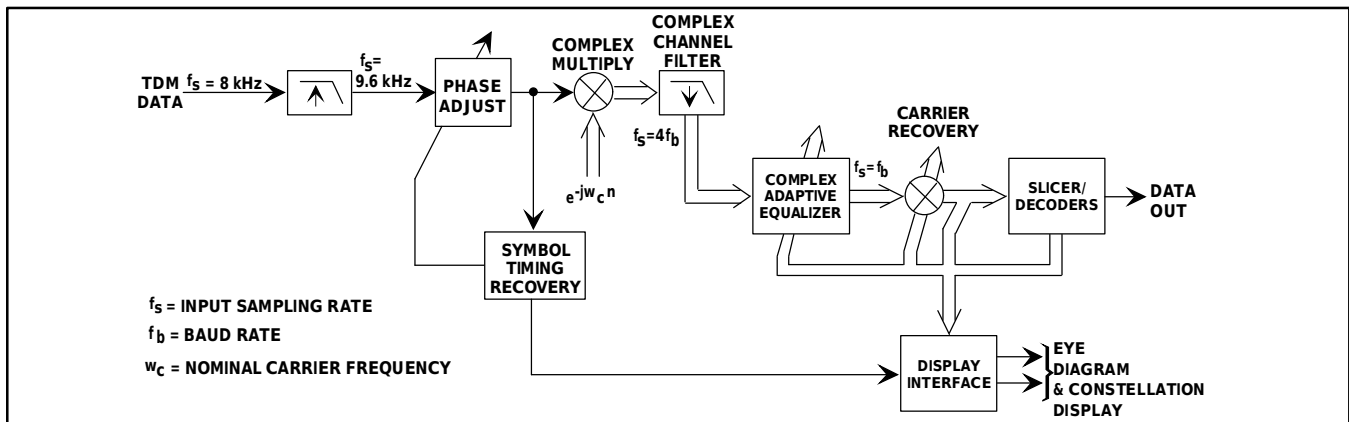 TDM
DATA
fs = 8 kHz
fs=
9.6 kHz
PHASE
ADJUST
COMPLEX
MULTIPLY
e-jwcn
COMPLEX
CHANNEL
FILTER
fs=4fb
COMPLEX
ADAPTIVE
EQUALIZER
fs=fb
CARRIER
RECOVERY
SLICER/
DECODERS
DATA
OUT
SYMBOL
TIMING
RECOVERY
fs = INPUT SAMPLING RATE
fb = BAUD RATE
wc = NOMINAL CARRIER FREQUENCY
DISPLAY
INTERFACE
EYE
DIAGRAM
& CONSTELLATION
DISPLAY